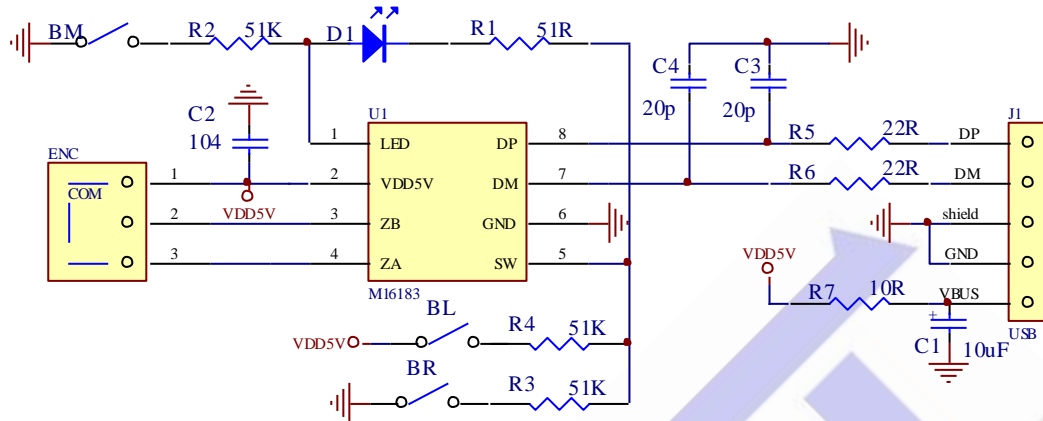 BM
R2
51K
D1
R1
51R
C4
20p
C3
20p
C2
104
U1
1
LED
DP
8
2
VDD5V
DM
7
3
ZB
GND
6
4
ZA
SW
5
M16183
ENC
COM
1
2
3
VDD5V
R5
22R
DP
R6
22R
DM
J1
shield
GND
VBUS
USB
VDD5V
R7
10R
+
C1
10uF
BL
VDD5V
R4
51K
BR
R3
51K